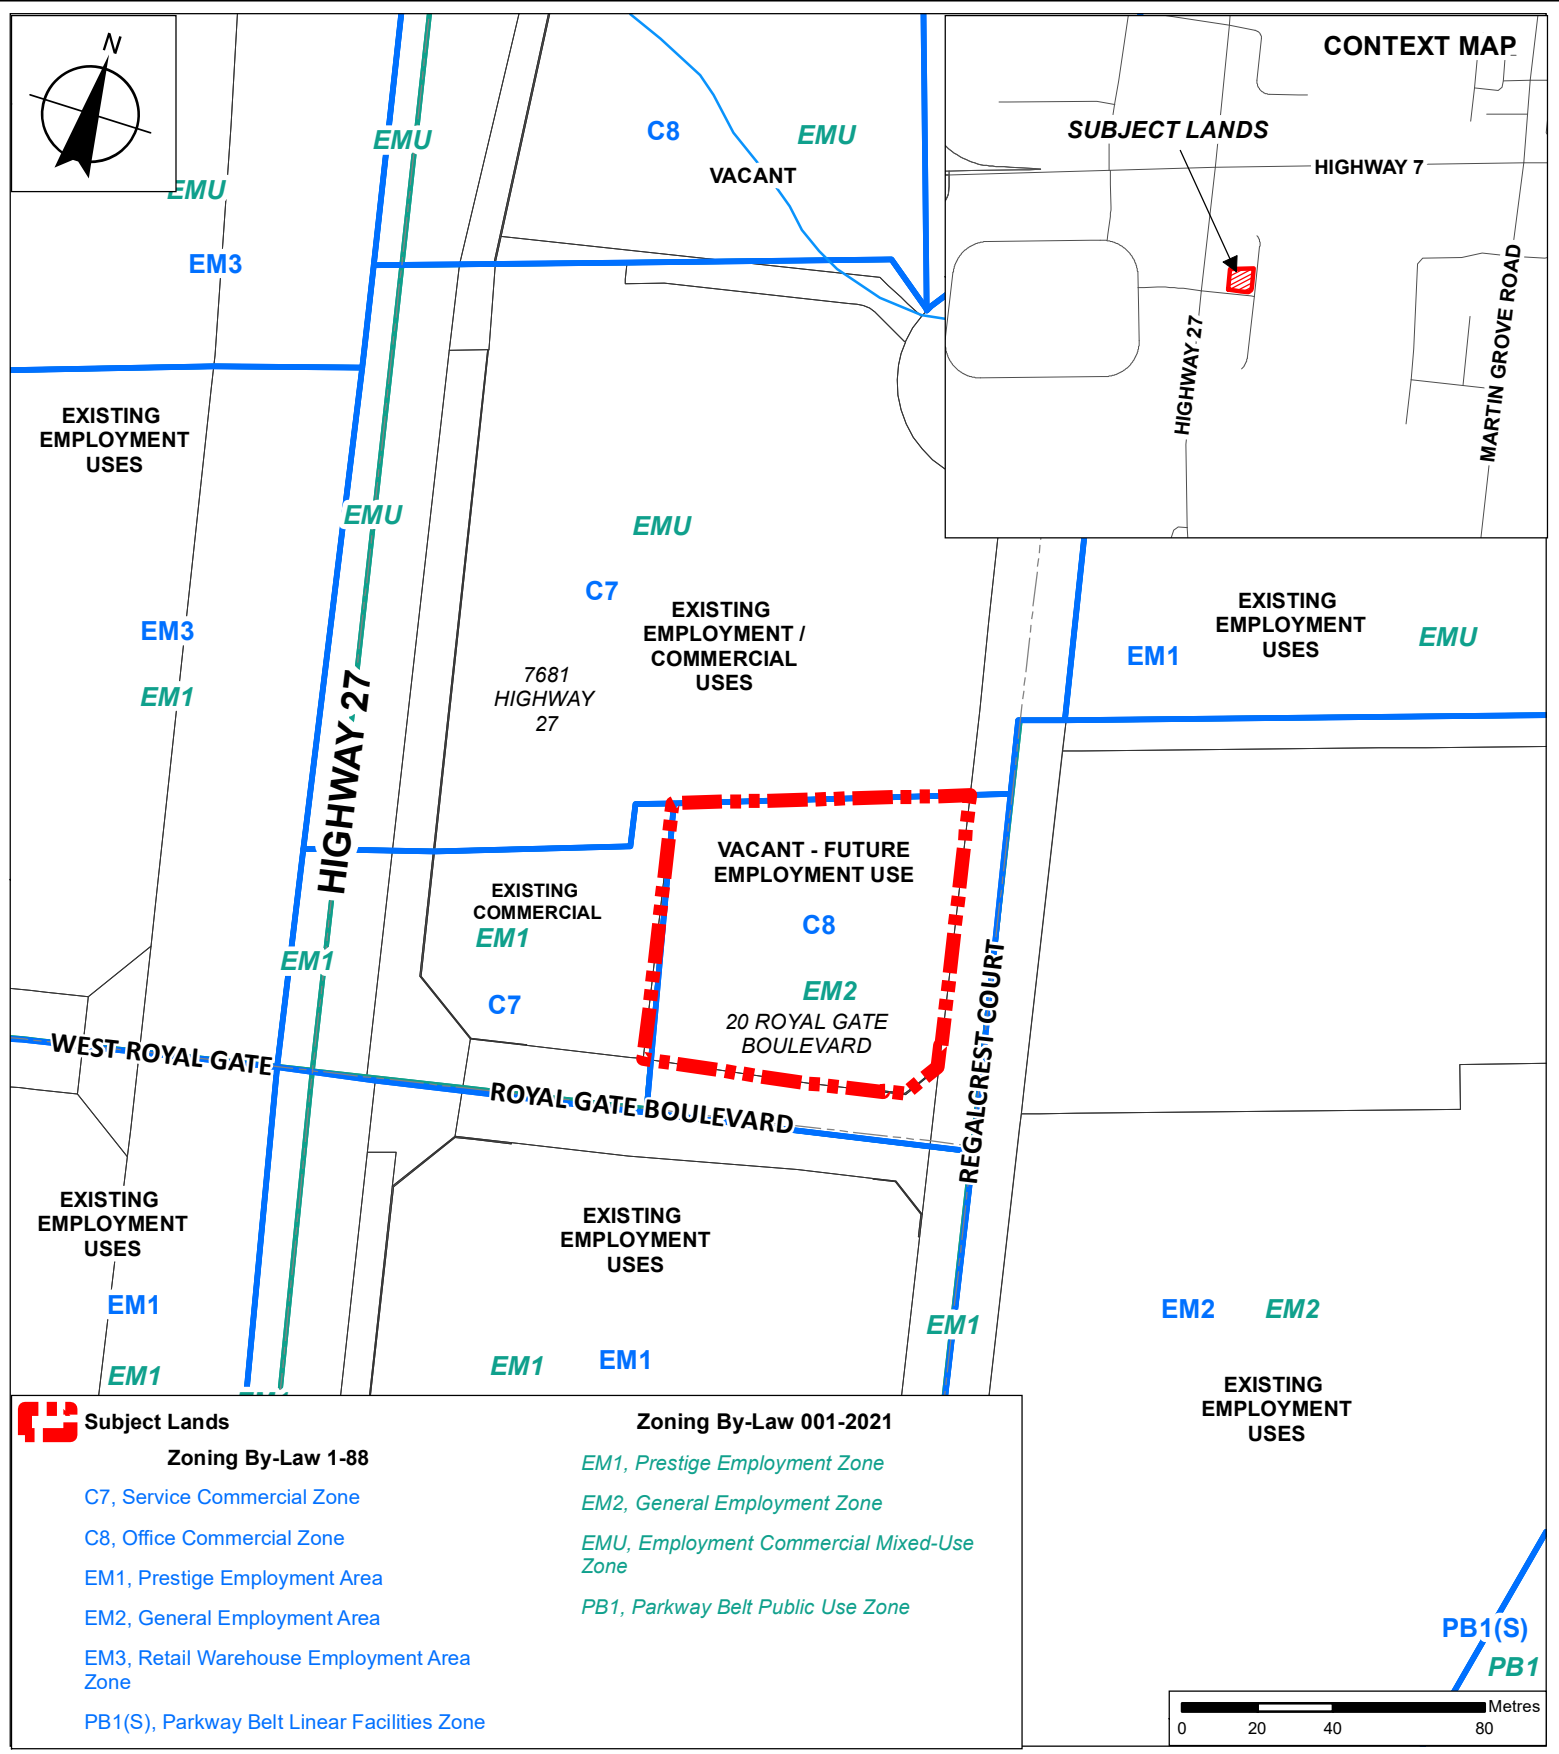 N
CONTEXT MAP
SUBJECT LANDS
HIGHWAY 7
HIGHWAY 27
MARTIN GROVE ROAD
EMU
EMU
C8
EMU
VACANT
EM3
EXISTING
EMPLOYMENT
USES
EMU
EMU
C7
EXISTING
EMPLOYMENT /
COMMERCIAL
USES
7681
HIGHWAY
27
EM3
EM1
HIGHWAY 27
EXISTING
EMPLOYMENT
USES
EM1
EMU
VACANT - FUTURE
EMPLOYMENT USE
C8
EM2
20 ROYAL GATE
BOULEVARD
EXISTING
COMMERCIAL
EM1
C7
EM1
REGALCREST COURT
WEST ROYAL GATE
ROYAL GATE BOULEVARD
EXISTING
EMPLOYMENT
USES
EM1
EM1
EXISTING
EMPLOYMENT
USES
EM1
EM1
EM1
EM2
EM2
EXISTING
EMPLOYMENT
USES
PB1(S)
PB1
Subject Lands
Zoning By-Law 1-88
C7, Service Commercial Zone
C8, Office Commercial Zone
EM1, Prestige Employment Area
EM2, General Employment Area
EM3, Retail Warehouse Employment Area
Zone
PB1(S), Parkway Belt Linear Facilities Zone
Zoning By-Law 001-2021
EM1, Prestige Employment Zone
EM2, General Employment Zone
EMU, Employment Commercial Mixed-Use
Zone
PB1, Parkway Belt Public Use Zone
Metres
0 20 40 80